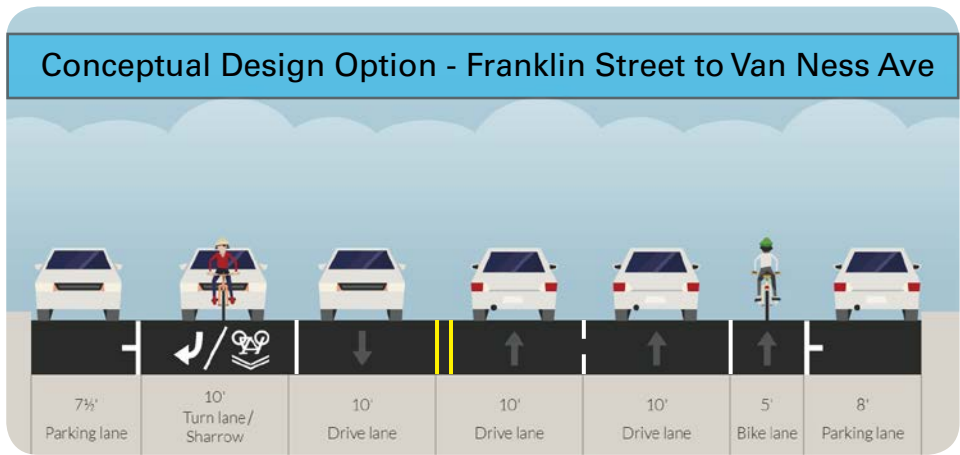 Conceptual Design Option - Franklin Street to Van Ness Ave
7½'
Parking lane
10'
Turn lane/
Sharrow
10'
Drive lane
10'
Drive lane
10'
Drive lane
5'
Bike lane
8'
Parking lane